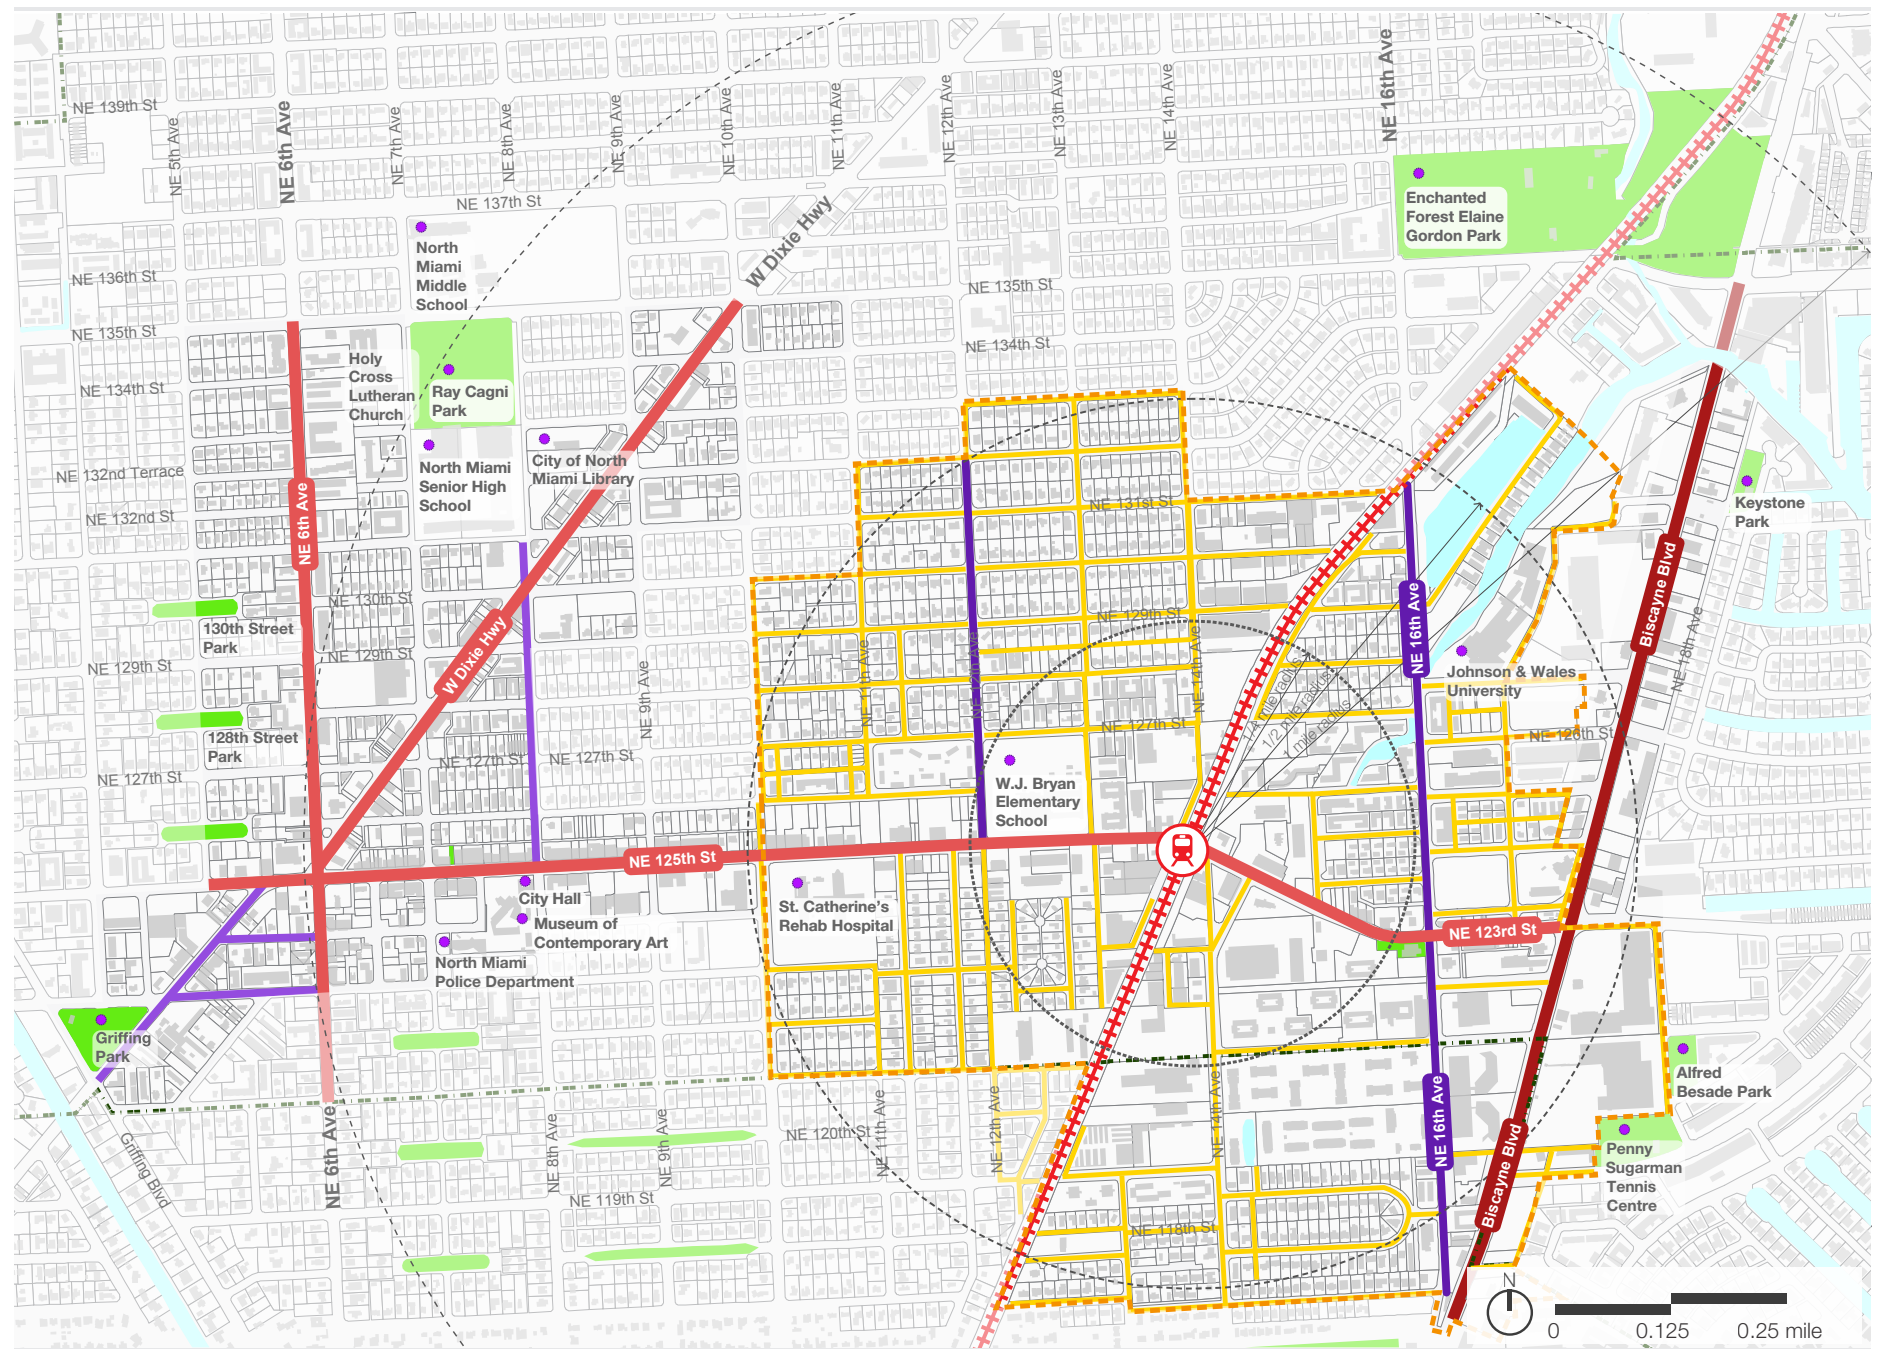 NE 139th St
NE 5th Ave
NE 6th Ave
NE 7th Ave
NE 8th Ave
NE 9th Ave
NE 10th Ave
NE 11th Ave
NE 12th Ave
NE 13th Ave
NE 14th Ave
NE 16th Ave
NE 137th St
Enchanted
Forest Elaine
Gordon Park
W Dixie Hwy
North
Miami
Middle
School
NE 136th St
NE 135th St
NE 135th St
NE 134th St
Holy
Cross
Lutheran
Church
Ray Cagni
Park
NE 134th St
NE 132nd Terrace
North Miami
Senior High
School
City of North
Miami Library
NE 132nd St
NE 6th Ave
NE 131st St
Keystone
Park
NE 130th St
130th Street
Park
NE 129th St
NE 129th St
NE 129th St
W Dixie Hwy
NE 9th Ave
NE 11th Ave
NE 12th Ave
NE 14th Ave
NE 16th Ave
Biscayne Blvd
NE 18th Ave
Johnson & Wales
University
1/4 mile radius
1/2 mile radius
1 mile radius
128th Street
Park
NE 127th St
NE 127th St
NE 127th St
NE 127th St
NE 126th St
W.J. Bryan
Elementary
School
NE 125th St
City Hall
Museum of
Contemporary Art
St. Catherine's
Rehab Hospital
NE 123rd St
North Miami
Police Department
Griffing
Park
Alfred
Besade Park
NE 6th Ave
Griffing Blvd
NE 8th Ave
NE 9th Ave
NE 120th St
NE 11th Ave
NE 12th Ave
NE 14th Ave
NE 16th Ave
Biscayne Blvd
Penny
Sugarman
Tennis
Centre
NE 119th St
NE 118th St
N
0
0.125
0.25 mile